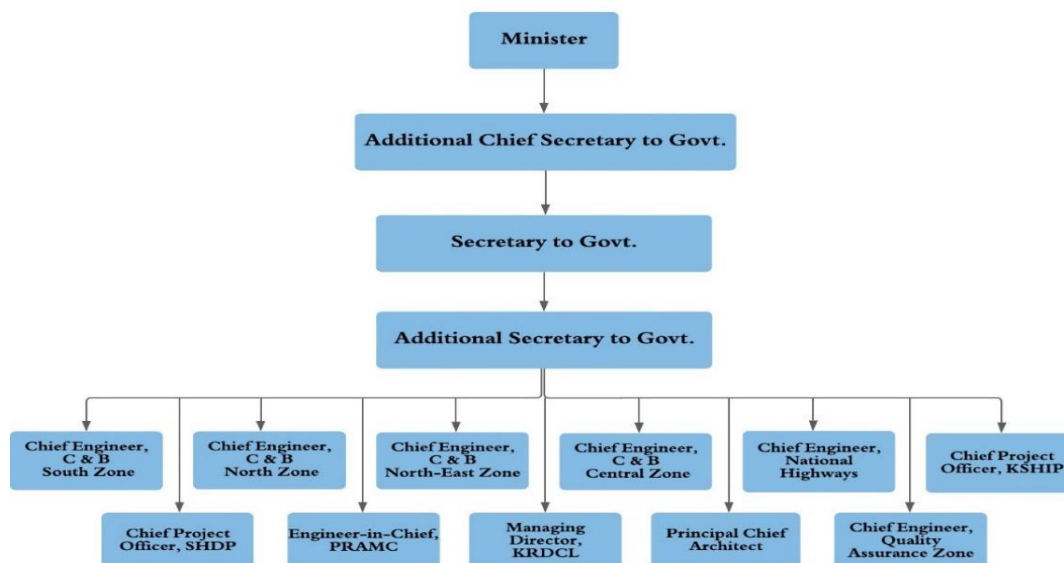 Minister
Additional Chief Secretary to Govt.
Secretary to Govt.
Additional Secretary to Govt.
Chief Engineer,
C & B
South Zone
Chief Engineer,
C & B
North Zone
Chief Engineer,
C & B
North-East Zone
Chief Engineer,
C & B
Central Zone
Chief Engineer,
National
Highways
Chief Project
Officer, KSHIP
Chief Project
Officer, SHDP
Engineer-in-Chief,
PRAMC
Managing
Director,
KRDCL
Principal Chief
Architect
Chief Engineer,
Quality
Assurance Zone